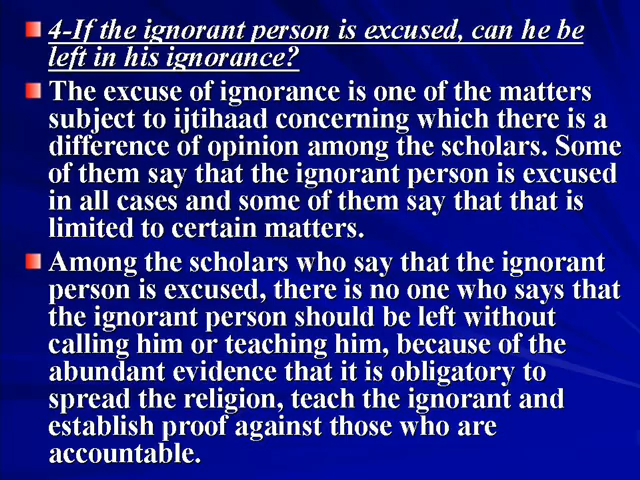 4-If the ignorant person is excused, can he be
left in his ignorance?
The excuse of ignorance is one of the matters
subject to ijtihaad concerning which there is a
difference of opinion among the scholars. Some
of them say that the ignorant person is excused
in all cases and some of them say that that is
limited to certain matters.
Among the scholars who say that the ignorant
person is excused, there is no one who says that
the ignorant person should be left without
calling him or teaching him, because of the
abundant evidence that it is obligatory to
spread the religion, teach the ignorant and
establish proof against those who are
accountable.